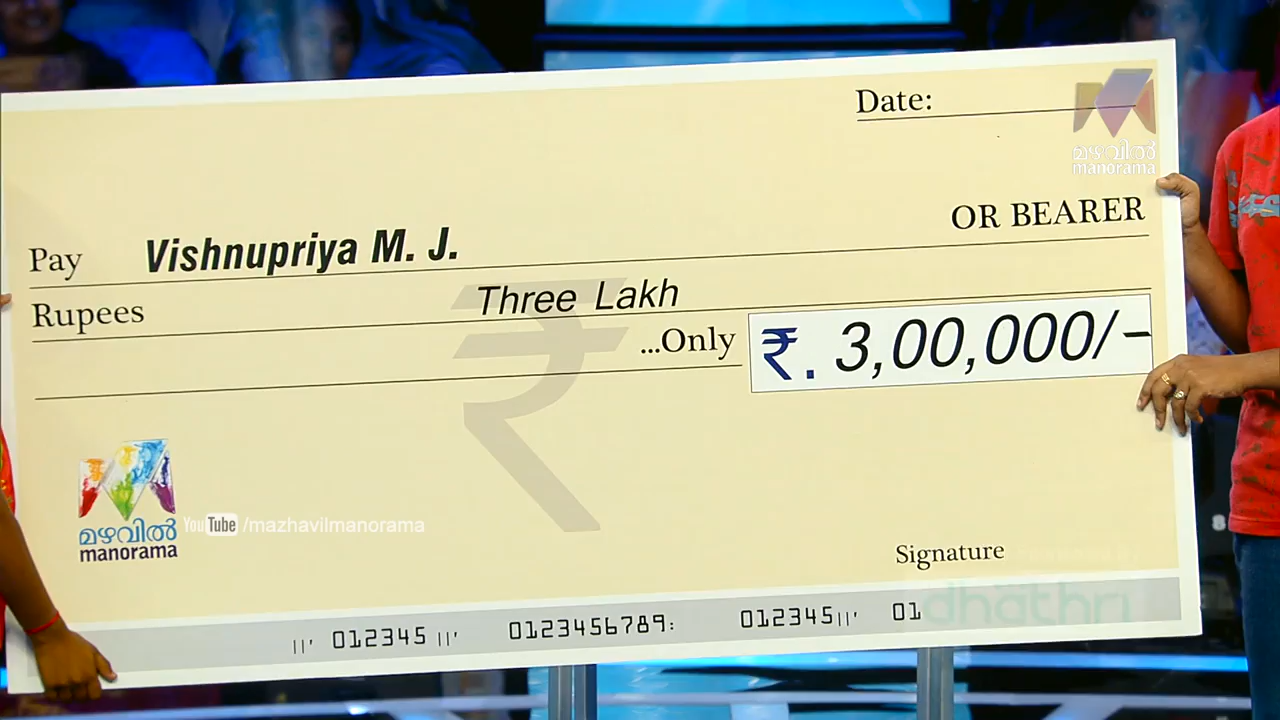 Date:
മഴവിൽ
manorama
OR BEARER
Pay Vishnupriya M. J.
Rupees Three Lakh
...Only ₹. 3,00,000/-
മഴവിൽ
manorama
YouTube /mazhavilmanorama
Signature
dhathri
012345 0123456789: 012345 01